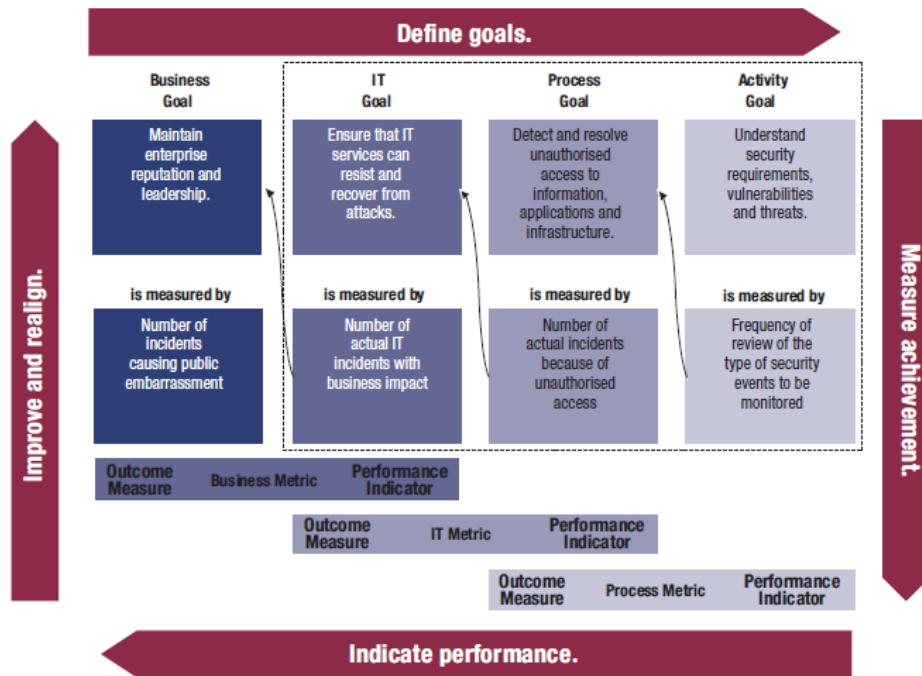 Define goals.
Business
Goal
IT
Goal
Process
Goal
Activity
Goal
Maintain
enterprise
reputation and
leadership.
Ensure that IT
services can
resist and
recover from
attacks.
Detect and resolve
unauthorised
access to
information,
applications and
infrastructure.
Understand
security
requirements,
vulnerabilities
and threats.
is measured by
is measured by
is measured by
is measured by
Number of
incidents
causing public
embarrassment
Number of
actual IT
incidents with
business impact
Number of
actual incidents
because of
unauthorised
access
Frequency of
review of the
type of security
events to be
monitored
Outcome
Measure
Business Metric
Performance
Indicator
Outcome
Measure
IT Metric
Performance
Indicator
Outcome
Measure
Process Metric
Performance
Indicator
Improve and realign.
Measure achievement.
Indicate performance.